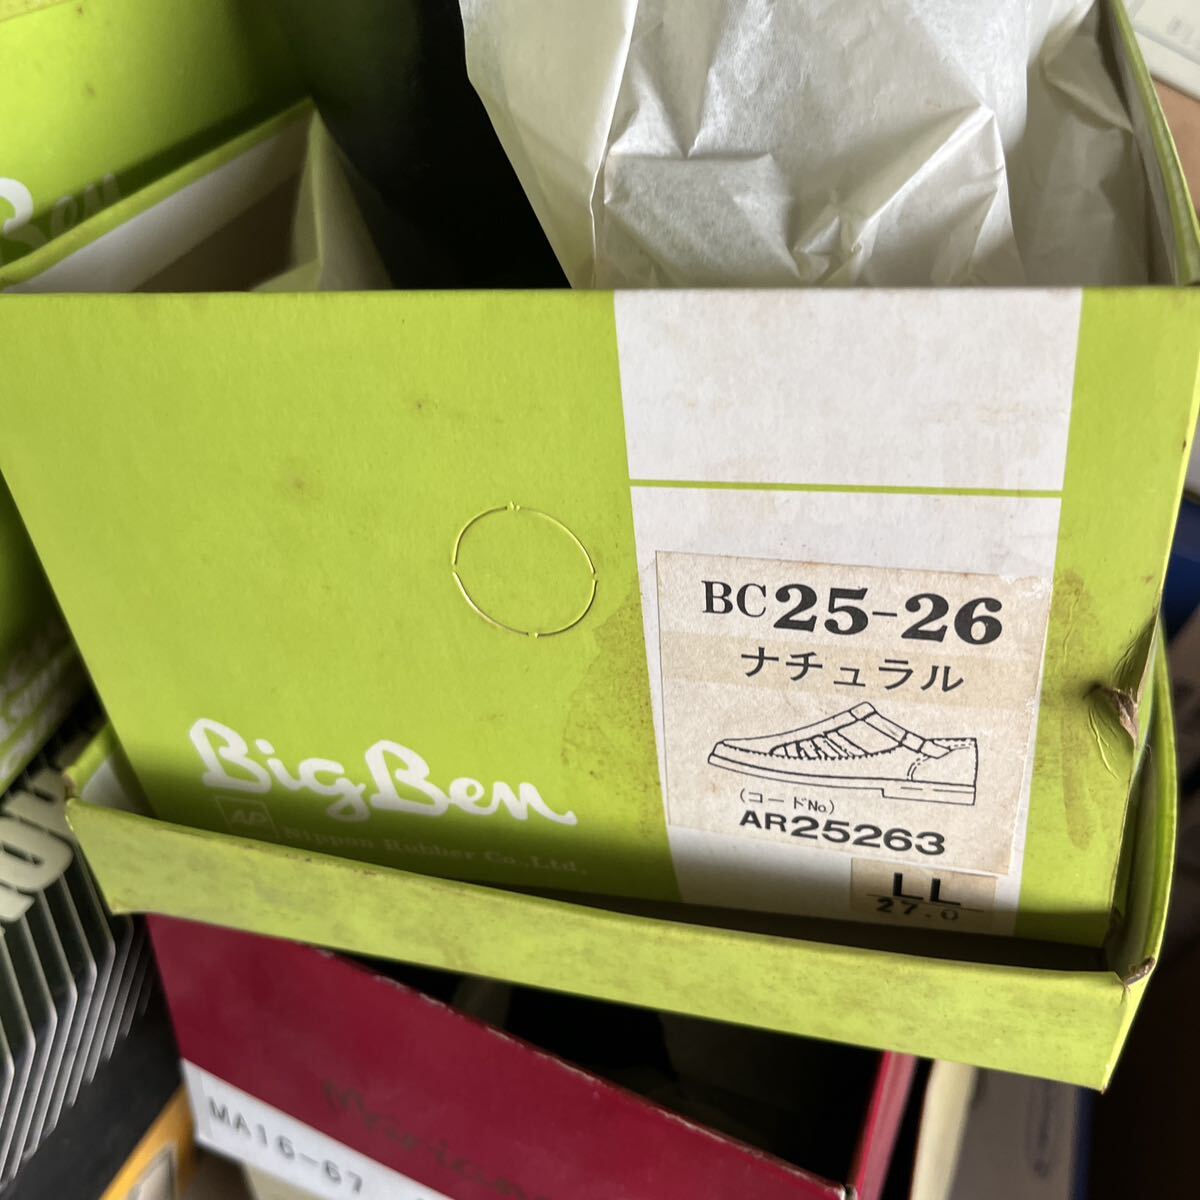 BC25-26
ナチュラル
(コードNo)
AR25263
LL
27.0
BigBen
AP Nippon Rubber Co.,Ltd.
MA16-67